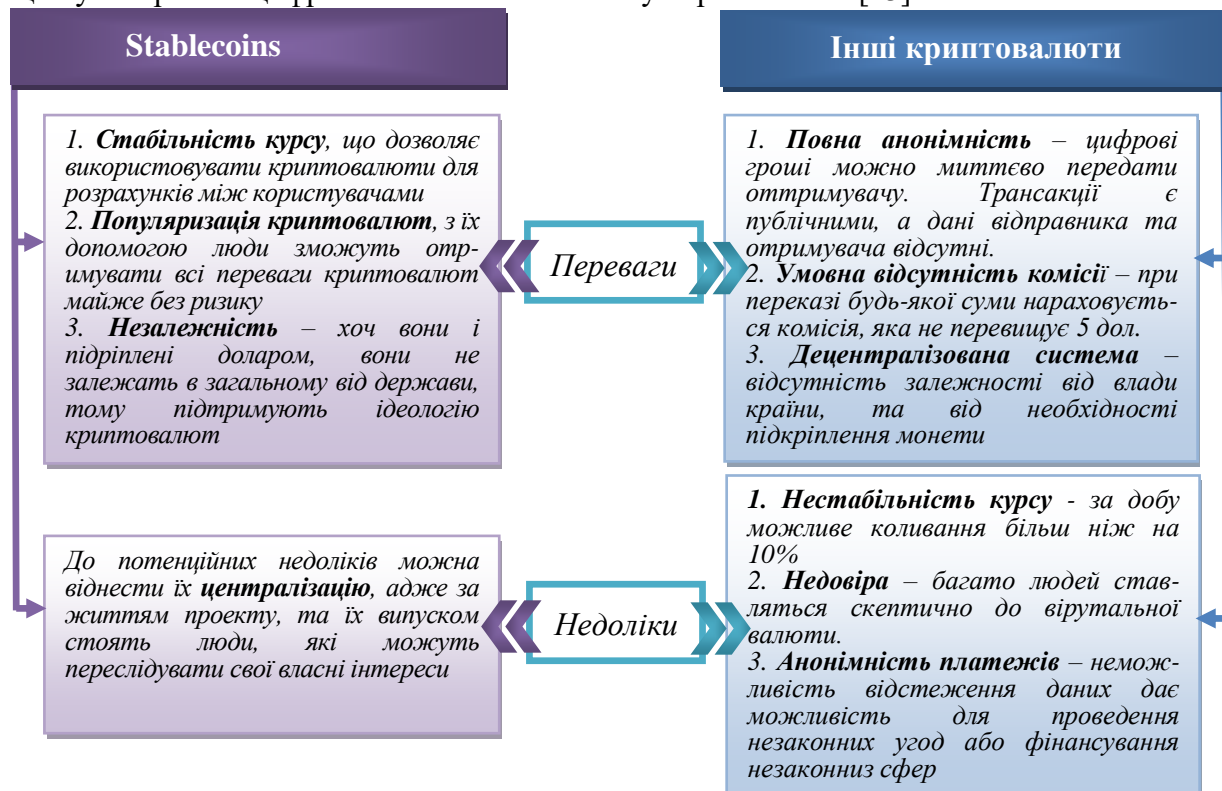 Stablecoins
Інші криптовалюти
1. Стабільність курсу, що дозволяє
використовувати криптовалюти для
розрахунків між користувачами
2. Популяризація криптовалют, з їх
допомогою люди зможуть отр-
имувати всі переваги криптовалют
майже без ризику
3. Незалежність – хоч вони і
підріплені доларом, вони не
залежать в загальному від держави,
тому підтримують ідеологію
криптовалют
Переваги
1. Повна анонімність – цифрові
гроші можно миттєво передати
оттримувачу. Трансакції є
публічними, а дані відправника та
отримувача відсутні.
2. Умовна відсутність комісії – при
переказі будь-якої суми нараховуєть-
ся комісія, яка не перевищує 5 дол.
3. Децентралізована система –
відсутність залежності від влади
країни, та від необхідності
підкріплення монети
До потенційних недоліків можна
віднести їх централізацію, адже за
життям проекту, та їх випуском
стоять люди, які можуть
переслідувати свої власні інтереси
Недоліки
1. Нестабільність курсу - за добу
можливе коливання більш ніж на
10%
2. Недовіра – багато людей став-
ляться скептично до вірутальної
валюти.
3. Анонімність платежів – немож-
ливість відстеження даних дає
можливість для проведення
незаконних угод або фінансування
незаконниз сфер